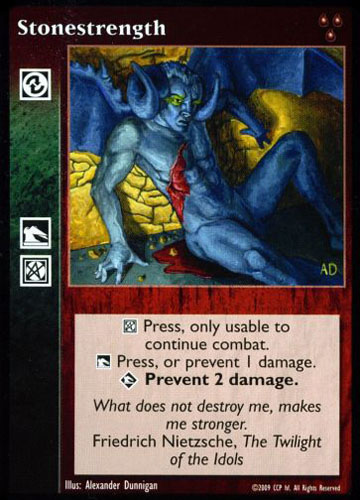 Stonestrength
AD
Press, only usable to
continue combat.
Press, or prevent 1 damage.
Prevent 2 damage.
What does not destroy me, makes
me stronger.
Friedrich Nietzsche, The Twilight
of the Idols
Illus: Alexander Dunnigan
©2009 CCP hf. All Rights Reserved